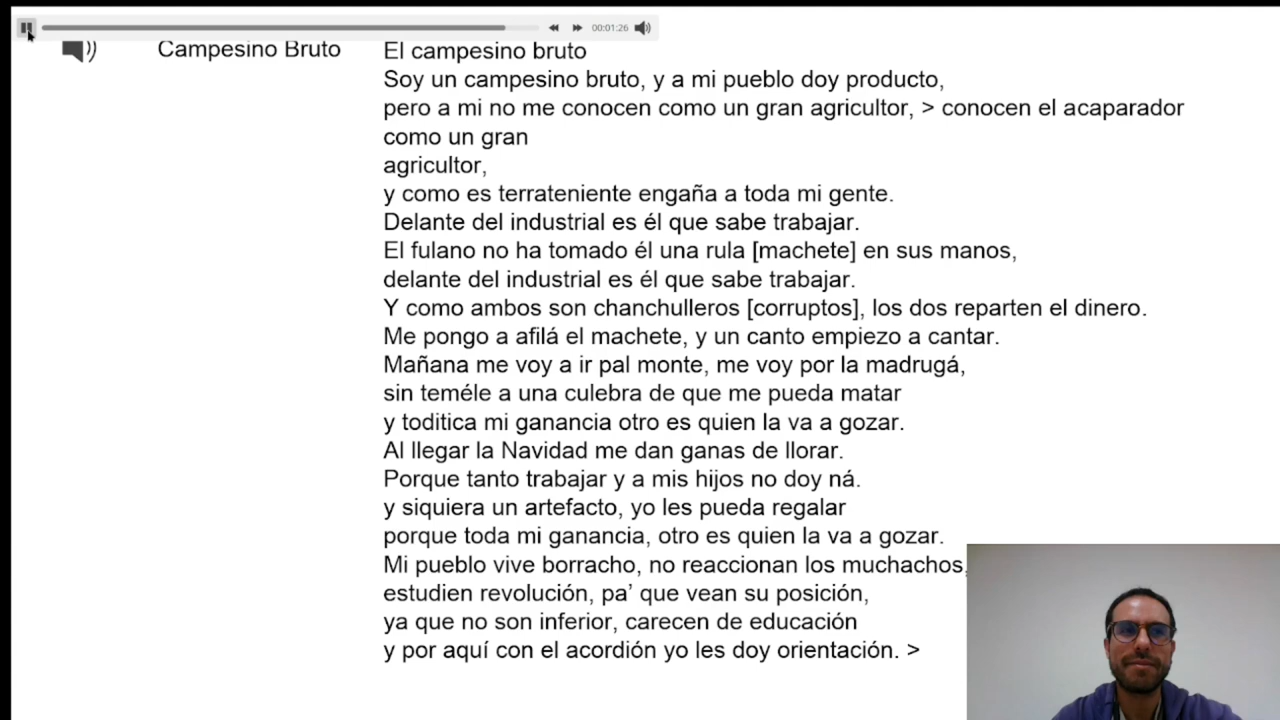 00:01:26
Campesino Bruto
El campesino bruto
Soy un campesino bruto, y a mi pueblo doy producto,
pero a mi no me conocen como un gran agricultor, > conocen el acaparador
como un gran
agricultor,
y como es terrateniente engaña a toda mi gente.
Delante del industrial es él que sabe trabajar.
El fulano no ha tomado él una rula [machete] en sus manos,
delante del industrial es él que sabe trabajar.
Y como ambos son chanchulleros [corruptos], los dos reparten el dinero.
Me pongo a afilá el machete, y un canto empiezo a cantar.
Mañana me voy a ir pal monte, me voy por la madrugá,
sin teméle a una culebra de que me pueda matar
y toditica mi ganancia otro es quien la va a gozar.
Al llegar la Navidad me dan ganas de llorar.
Porque tanto trabajar y a mis hijos no doy ná.
y siquiera un artefacto, yo les pueda regalar
porque toda mi ganancia, otro es quien la va a gozar.
Mi pueblo vive borracho, no reaccionan los muchachos,
estudien revolución, pa’ que vean su posición,
ya que no son inferior, carecen de educación
y por aquí con el acordión yo les doy orientación. >